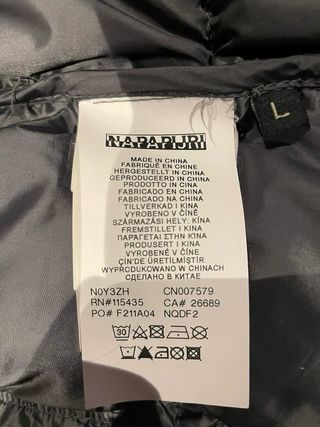 NAPAPIJRI
L
MADE IN CHINA
FABRIQUÉ EN CHINE
HERGESTELLT IN CHINA
GEPRODUCEERD IN CHINA
PRODOTTO IN CINA
FABRICADO EN CHINA
FABRICADO NA CHINA
TILLVERKAD I KINA
VYROBENO V ČÍNĚ
SZÁRMAZÁSI HELY: KÍNA
FREMSTILLET I KINA
ΠΑΡΑΓΕΤΑΙ ΣΤΗΝ ΚΙΝΑ
PRODUSERT I KINA
VYROBENÉ V ČÍNE
ÇİN'DE ÜRETİLMİŞTİR
WYPRODUKOWANO W CHINACH
СДЕЛАНО В КИТАЕ
N0Y3ZH CN007579
RN#115435 CA# 26689
PO# F211A04 NQDF2
30